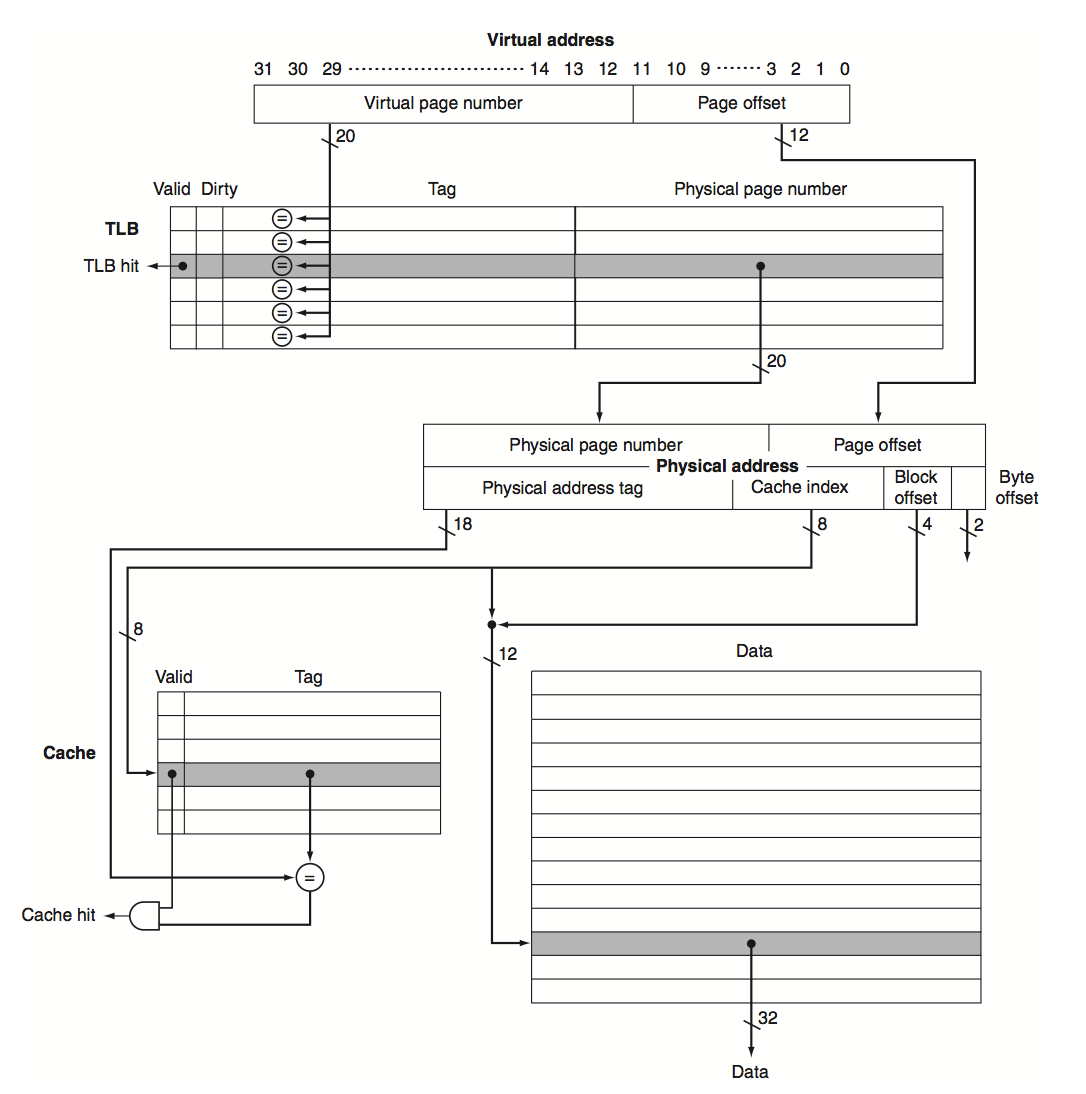 Virtual address
31 30 29 ···················· 14 13 12 11 10 9 ······· 3 2 1 0
Virtual page number Page offset
20 12
Valid Dirty Tag Physical page number
TLB
=
=
TLB hit =
=
=
=
20
Physical page number Page offset
Physical address
Physical address tag Cache index Block offset Byte offset
18 8 4 2
8
12
Data
Valid Tag
Cache
=
Cache hit
32
Data